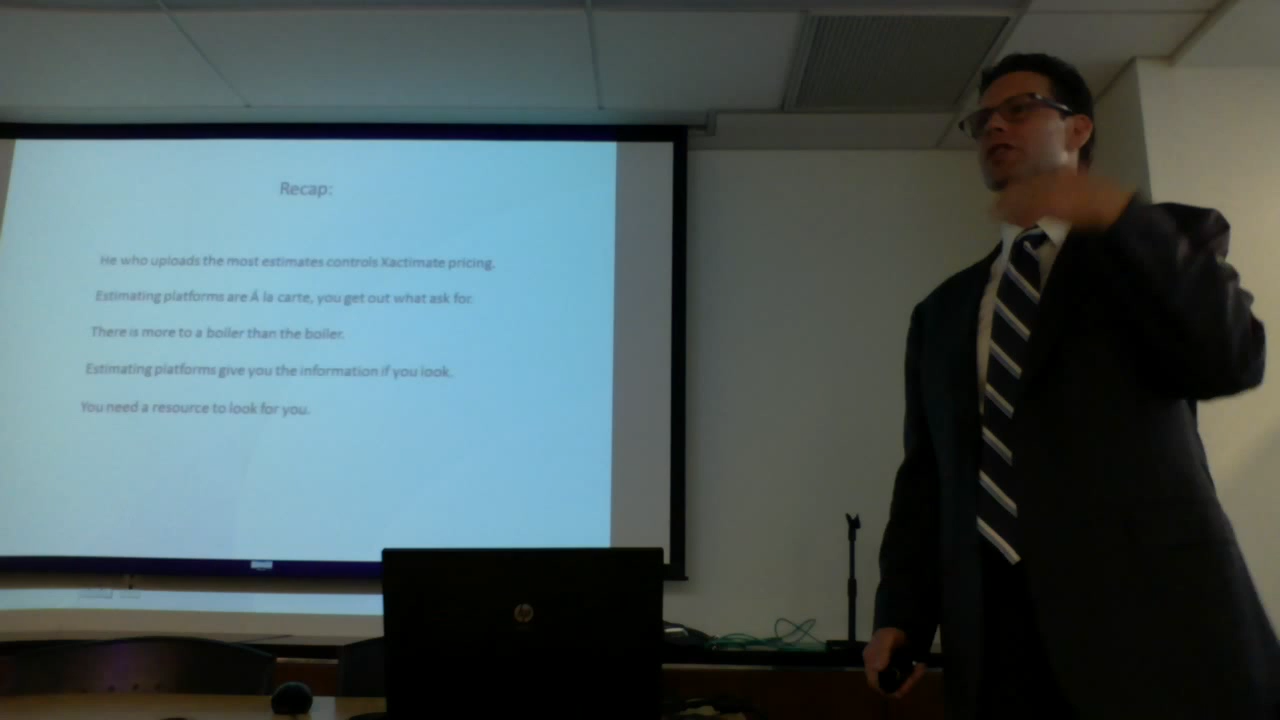 Recap:
He who uploads the most estimates controls Xactimate pricing.
Estimating platforms are Á la carte, you get out what ask for.
There is more to a boiler than the boiler.
Estimating platforms give you the information if you look.
You need a resource to look for you.
hp